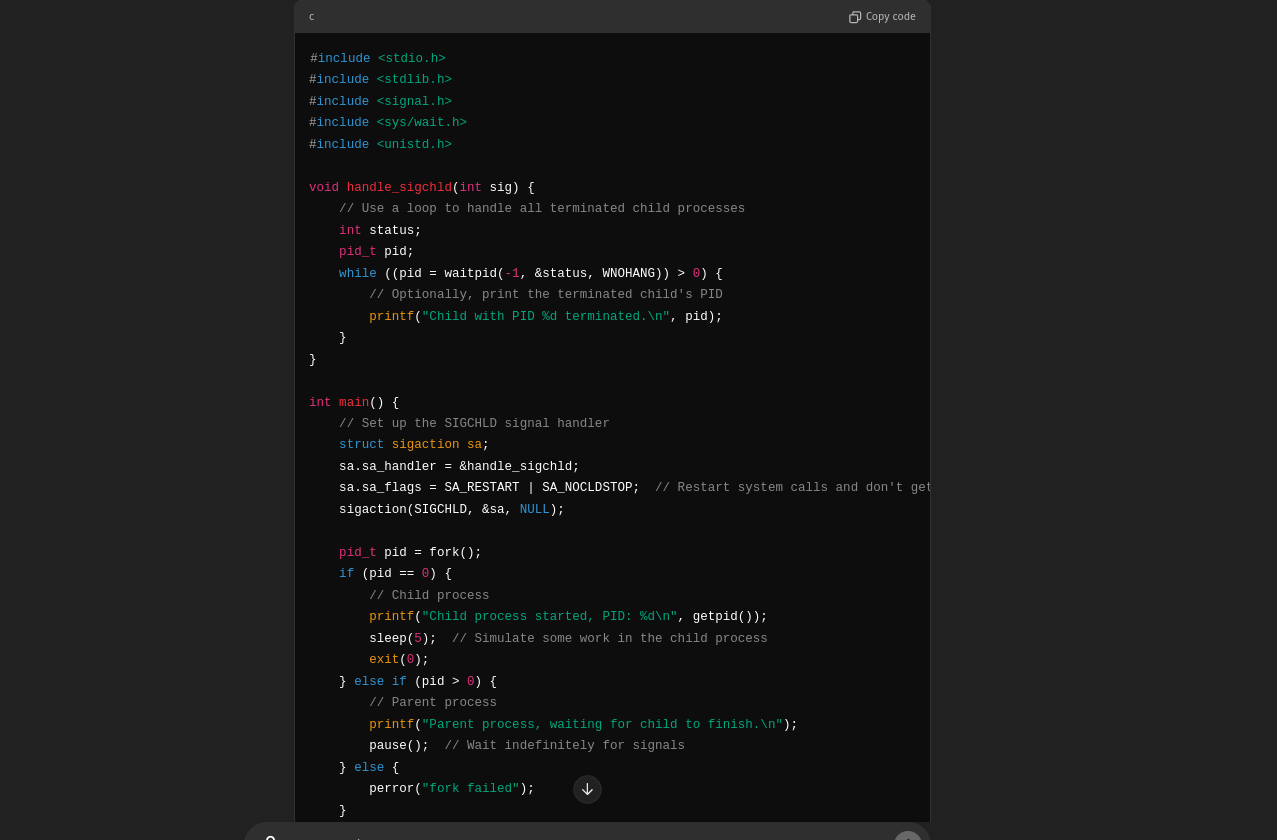 c
Copy code
#include <stdio.h>
#include <stdlib.h>
#include <signal.h>
#include <sys/wait.h>
#include <unistd.h>

void handle_sigchld(int sig) {
    // Use a loop to handle all terminated child processes
    int status;
    pid_t pid;
    while ((pid = waitpid(-1, &status, WNOHANG)) > 0) {
        // Optionally, print the terminated child's PID
        printf("Child with PID %d terminated.\n", pid);
    }
}

int main() {
    // Set up the SIGCHLD signal handler
    struct sigaction sa;
    sa.sa_handler = &handle_sigchld;
    sa.sa_flags = SA_RESTART | SA_NOCLDSTOP;  // Restart system calls and don't get
    sigaction(SIGCHLD, &sa, NULL);

    pid_t pid = fork();
    if (pid == 0) {
        // Child process
        printf("Child process started, PID: %d\n", getpid());
        sleep(5);  // Simulate some work in the child process
        exit(0);
    } else if (pid > 0) {
        // Parent process
        printf("Parent process, waiting for child to finish.\n");
        pause();  // Wait indefinitely for signals
    } else {
        perror("fork failed");
    }